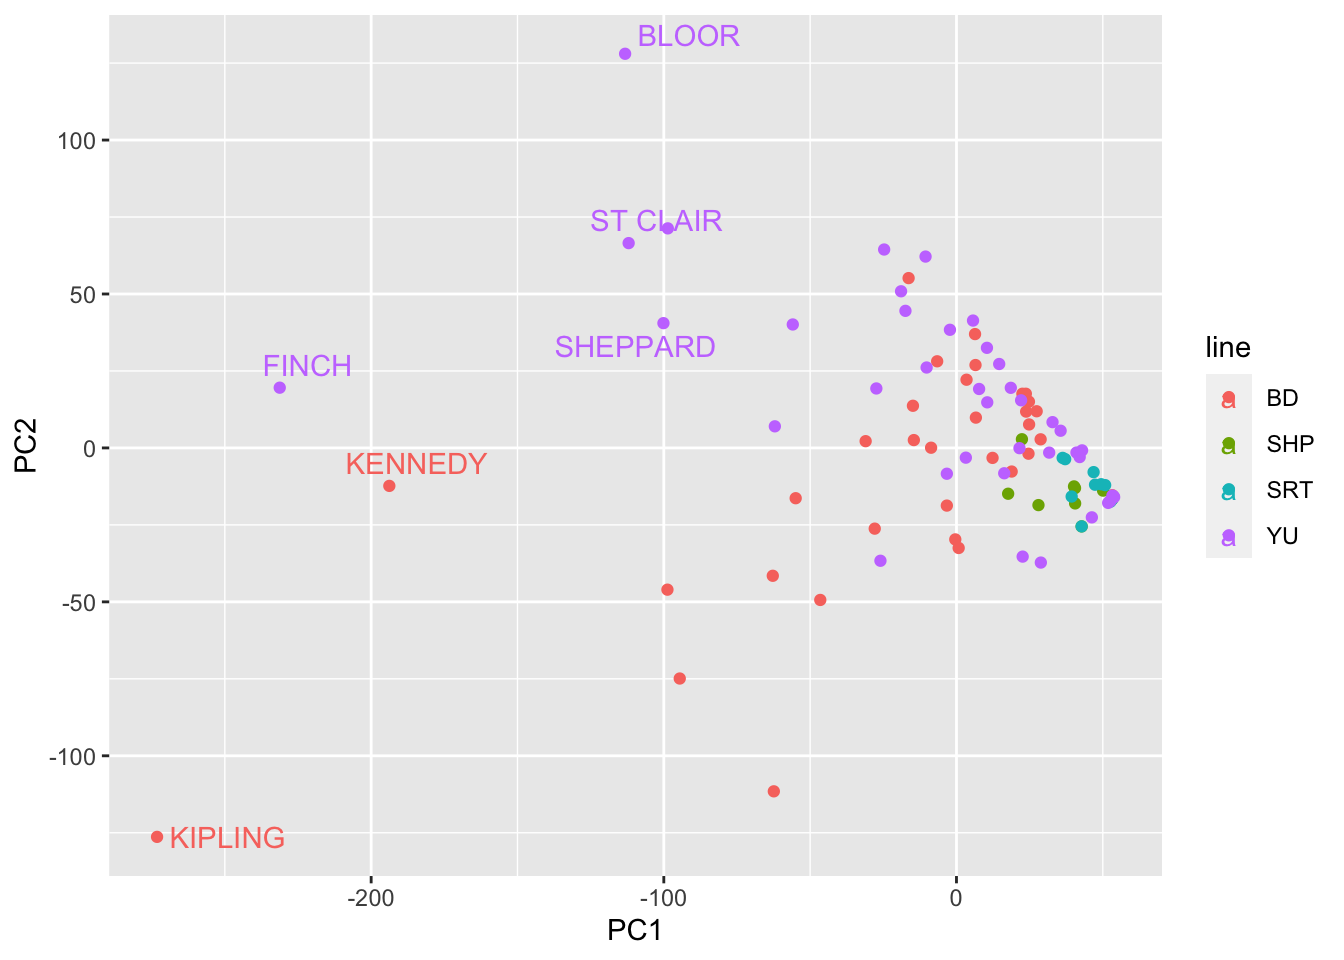 BLOOR
100
ST CLAIR
50
SHEPPARD
FINCH
line
a BD
a SHP
a SRT
a YU
PC2
0
KENNEDY
-50
-100
KIPLING
-200
-100
0
PC1